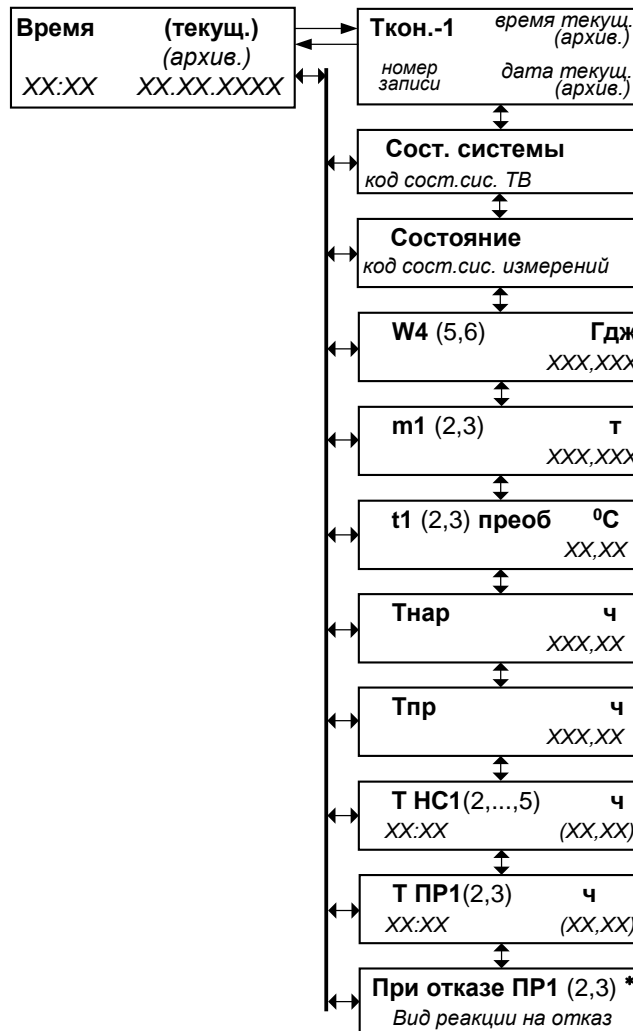 Время (текущ.)
(архив.)
XX:XX XX.XX.XXXX
Ткон.-1 время текущ.
(архив.)
номер записи дата текущ.
(архив.)
Сост. системы
код сост.сис. ТВ
Состояние
код сост.сис. измерений
W4 (5,6) Гдж
XXX,XXX
m1 (2,3) т
XXX,XXX
t1 (2,3) преоб ⁰С
XX,XX
Тнар ч
XXX,XX
Тпр ч
XXX,XX
Т НС1(2,...,5) ч
XX:XX (XX,XX)
Т ПР1(2,3) ч
XX:XX (XX,XX)
При отказе ПР1 (2,3) *
Вид реакции на отказ